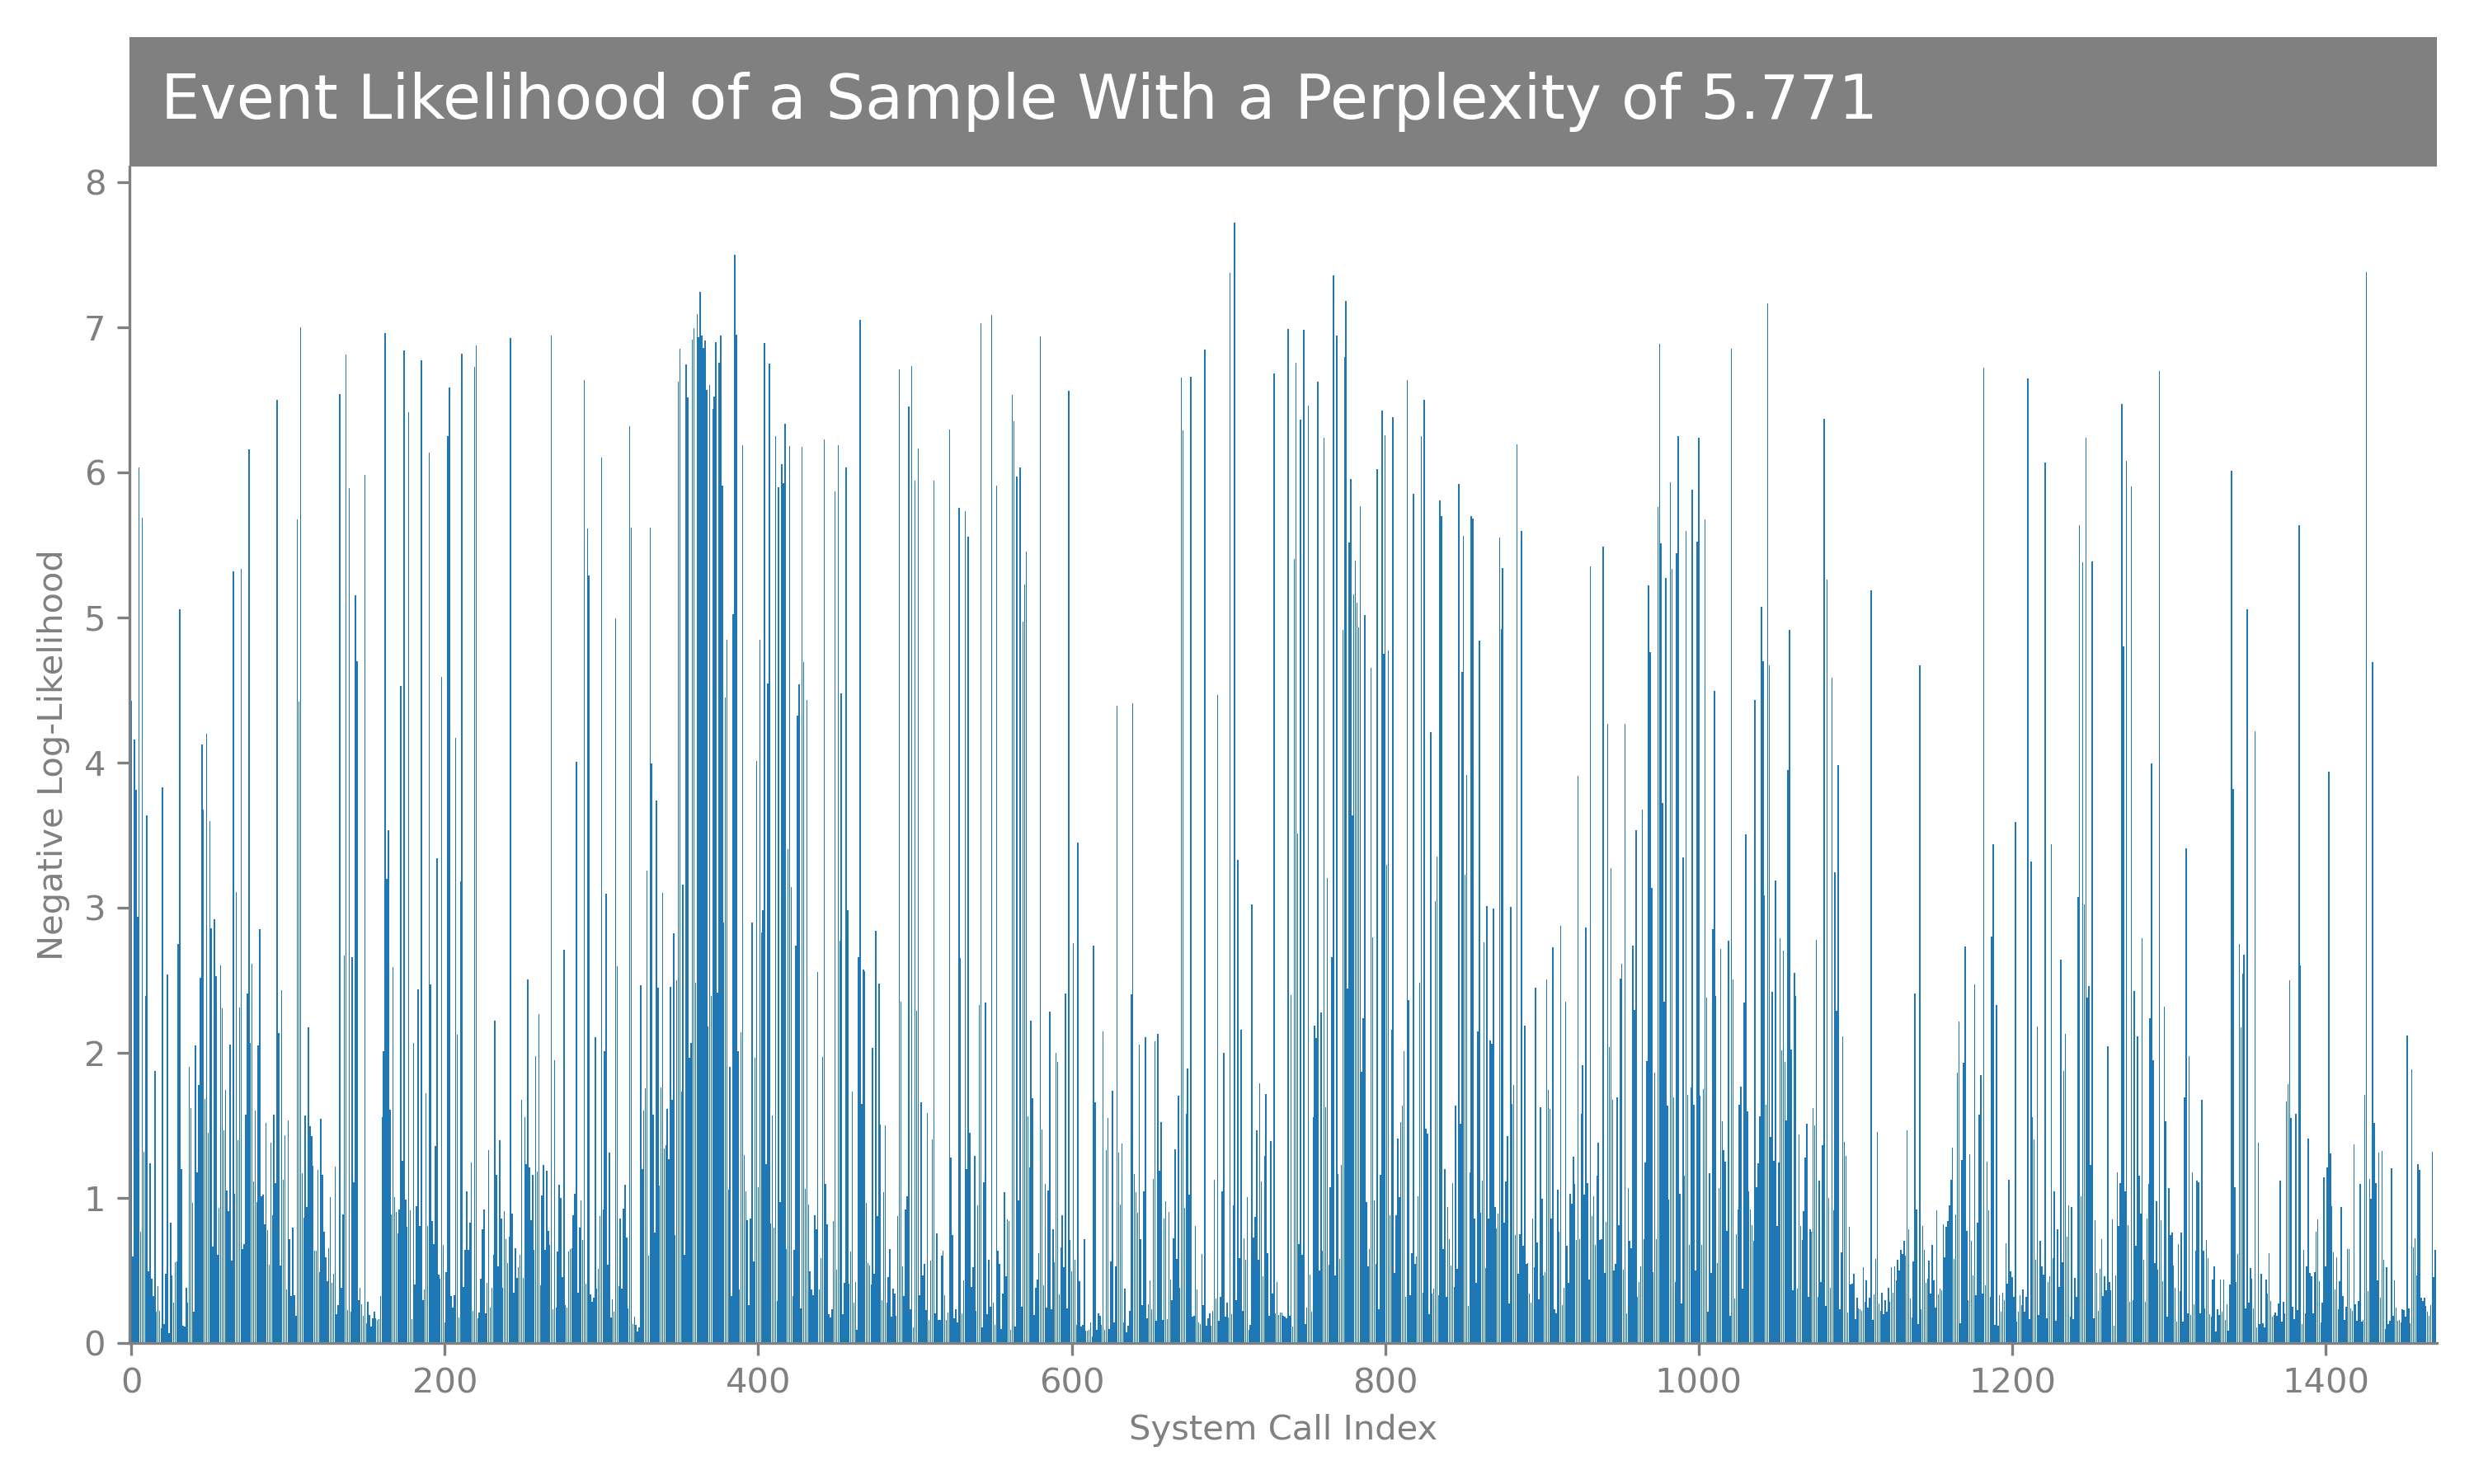 Event Likelihood of a Sample With a Perplexity of 5.771
8
7
6
5
4
3
2
1
0
Negative Log-Likelihood
0 200 400 600 800 1000 1200 1400
System Call Index